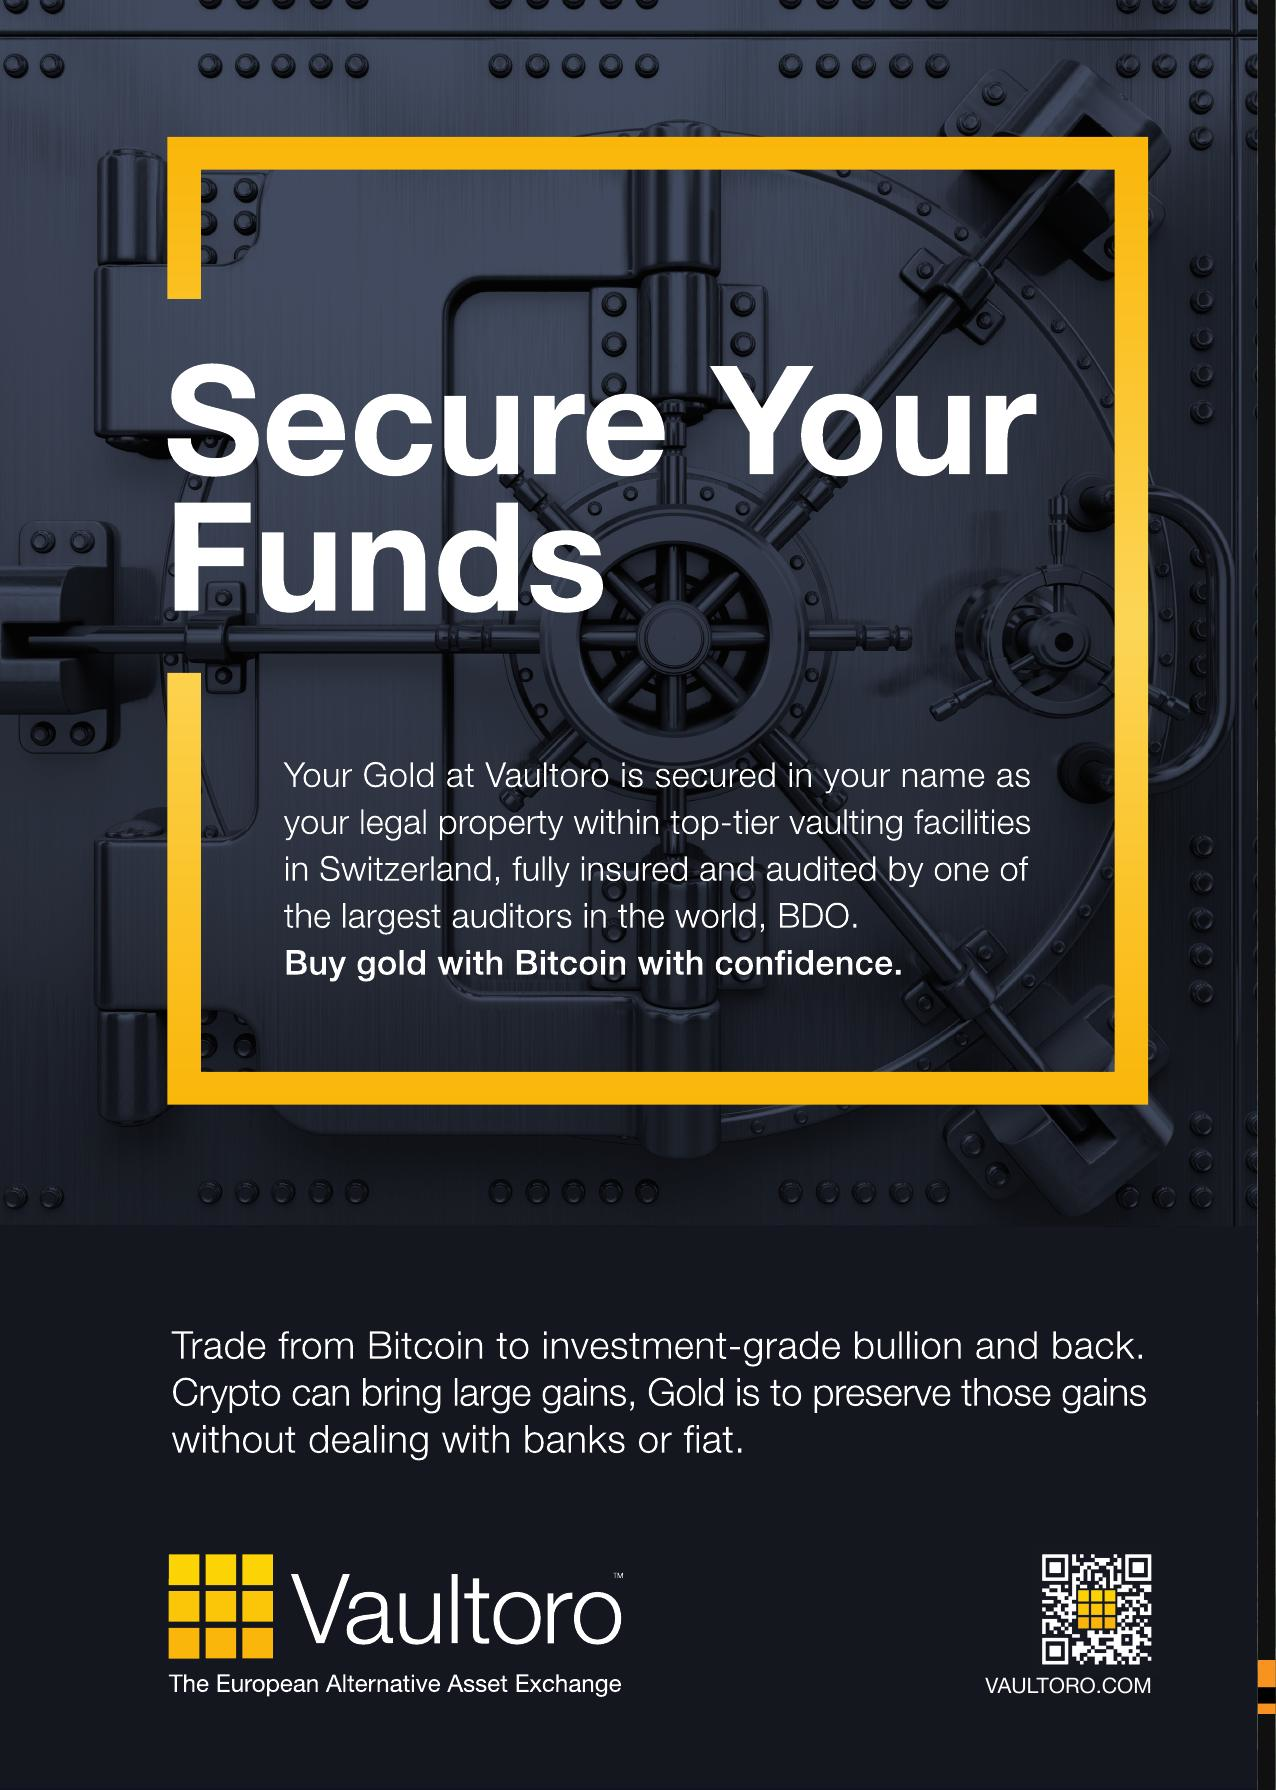 Secure Your
Funds
Your Gold at Vaultoro is secured in your name as
your legal property within top-tier vaulting facilities
in Switzerland, fully insured and audited by one of
the largest auditors in the world, BDO.
Buy gold with Bitcoin with confidence.
Trade from Bitcoin to investment-grade bullion and back.
Crypto can bring large gains, Gold is to preserve those gains
without dealing with banks or fiat.
Vaultoro™
The European Alternative Asset Exchange
VAULTORO.COM